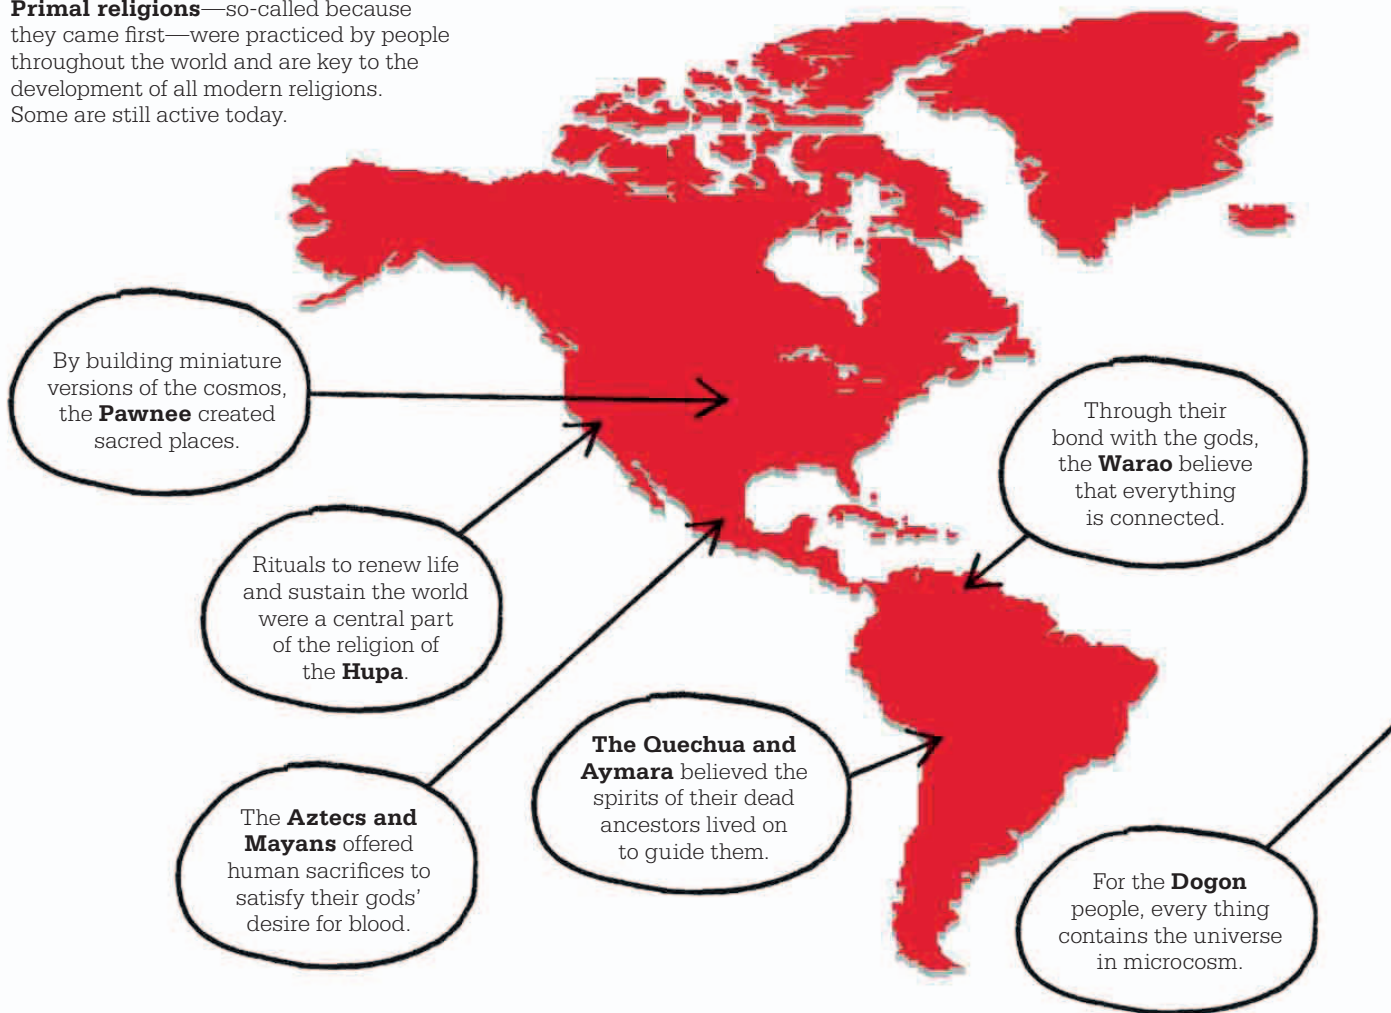 Primal religions—so-called because
they came first—were practiced by people
throughout the world and are key to the
development of all modern religions.
Some are still active today.
By building miniature
versions of the cosmos,
the Pawnee created
sacred places.
Through their
bond with the gods,
the Warao believe
that everything
is connected.
Rituals to renew life
and sustain the world
were a central part
of the religion of
the Hupa.
The Quechua and
Aymara believed the
spirits of their dead
ancestors lived on
to guide them.
The Aztecs and
Mayans offered
human sacrifices to
satisfy their gods’
desire for blood.
For the Dogon
people, every thing
contains the universe
in microcosm.